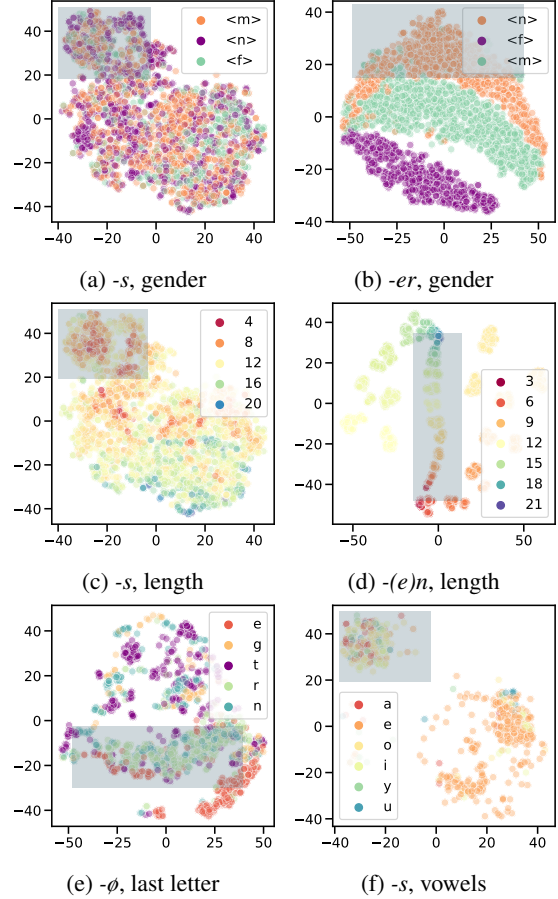 40
20
0
−20
−40
−40 −20 0 20 40
<m>
<n>
<f>
(a) -s, gender
40
20
0
−20
−40
−50 −25 0 25 50
<n>
<f>
<m>
(b) -er, gender
40
20
0
−20
−40
−40 −20 0 20 40
4
8
12
16
20
(c) -s, length
40
20
0
−20
−40
−50 0 50
3
6
9
12
15
18
21
(d) -(e)n, length
40
20
0
−20
−40
−50 −25 0 25 50
e
g
t
r
n
(e) -ϕ, last letter
40
20
0
−20
−40
−20 0 20 40
a
e
o
i
y
u
(f) -s, vowels